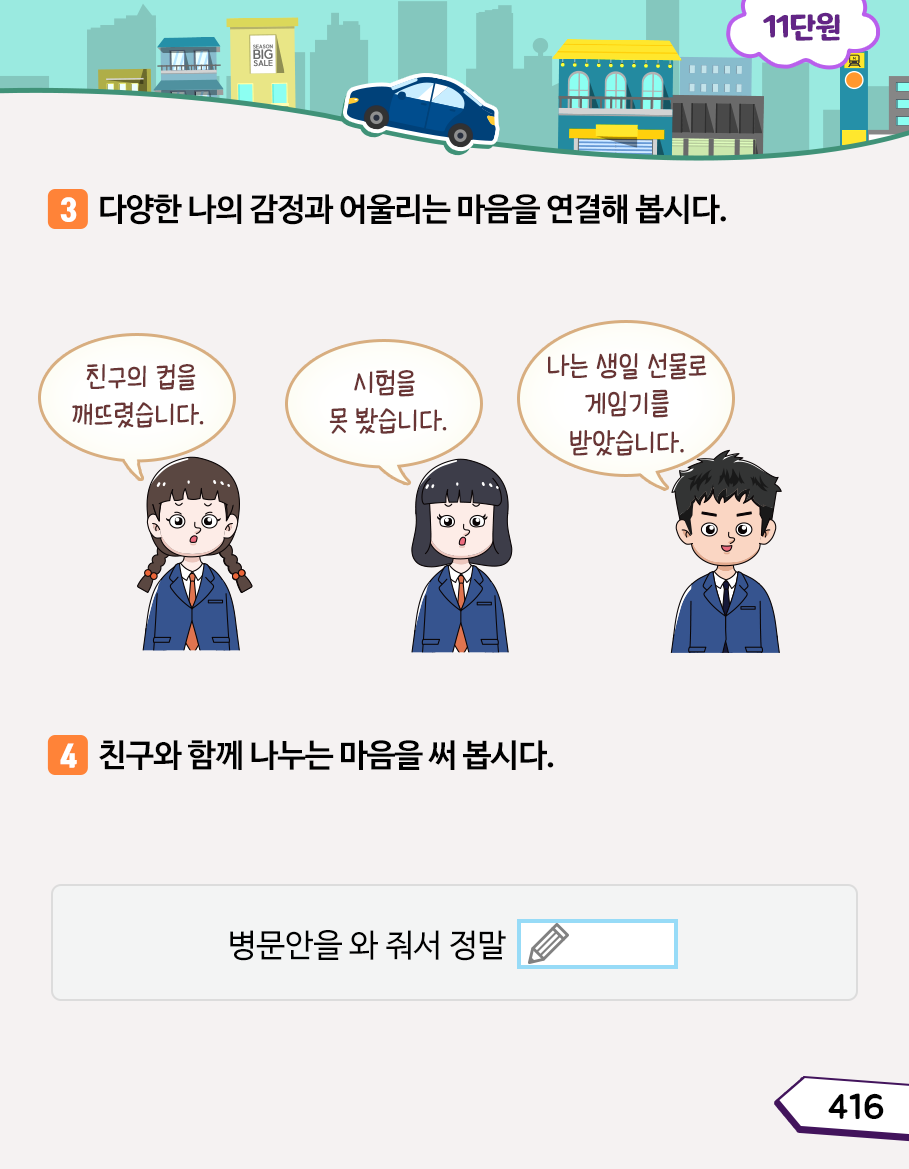 11단원
SEASON
BIG
SALE
3 다양한 나의 감정과 어울리는 마음을 연결해 봅시다.
친구의 컵을
깨뜨렸습니다.
시험을
못 봤습니다.
나는 생일 선물로
게임기를
받았습니다.
4 친구와 함께 나누는 마음을 써 봅시다.
병문안을 와 줘서 정말
416